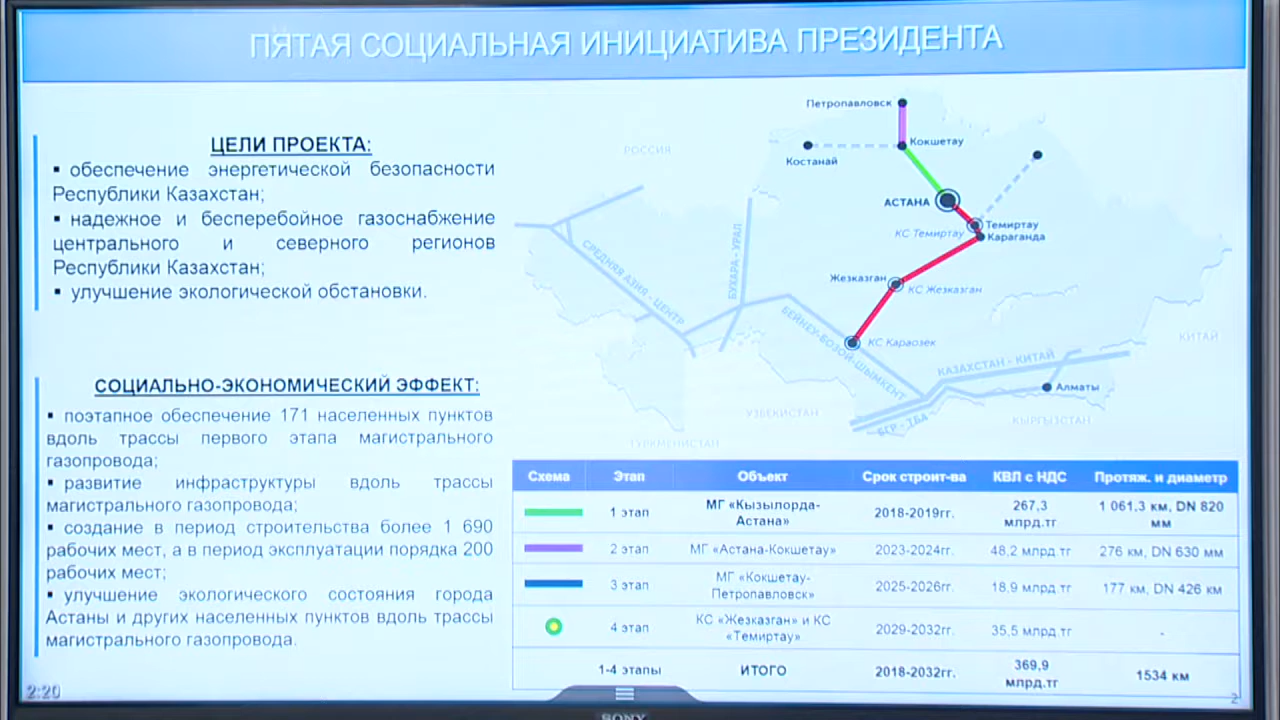 ПЯТАЯ СОЦИАЛЬНАЯ ИНИЦИАТИВА ПРЕЗИДЕНТА
ЦЕЛИ ПРОЕКТА:
▪ обеспечение энергетической безопасности
Республики Казахстан;
▪ надежное и бесперебойное газоснабжение
центрального и северного регионов
Республики Казахстан;
▪ улучшение экологической обстановки.
СОЦИАЛЬНО-ЭКОНОМИЧЕСКИЙ ЭФФЕКТ:
▪ поэтапное обеспечение 171 населенных пунктов
вдоль трассы первого этапа магистрального
газопровода;
▪ развитие инфраструктуры вдоль трассы
магистрального газопровода;
▪ создание в период строительства более 1 690
рабочих мест, а в период эксплуатации порядка 200
рабочих мест;
▪ улучшение экологического состояния города
Астаны и других населенных пунктов вдоль трассы
магистрального газопровода.
Петропавловск
РОССИЯ
Кокшетау
Костанай
АСТАНА
Темиртау
КС Темиртау
Караганда
СРЕДНЯЯ АЗИЯ - ЦЕНТР
БУХАРА - УРАЛ
Жезказган
КС Жезказган
БЕЙНЕУ-БОЗОЙ-ШЫМКЕНТ
КС Караозек
КИТАЙ
КАЗАХСТАН - КИТАЙ
Алматы
УЗБЕКИСТАН
БГР - ТБА
КЫРГЫЗСТАН
ТУРКМЕНИСТАН
Схема Этап Объект Срок строит-ва КВЛ с НДС Протяж. и диаметр
1 этап МГ «Кызылорда-
Астана» 2018-2019гг. 267,3
млрд.тг 1 061,3 км, DN 820
мм
2 этап МГ «Астана-Кокшетау» 2023-2024гг. 48,2 млрд.тг 276 км, DN 630 мм
3 этап МГ «Кокшетау-
Петропавловск» 2025-2026гг. 18,9 млрд.тг 177 км, DN 426 км
4 этап КС «Жезказган» и КС
«Темиртау» 2029-2032гг. 35,5 млрд.тг -
1-4 этапы ИТОГО 2018-2032гг. 369,9
млрд.тг 1534 км
2:20
2
SONY